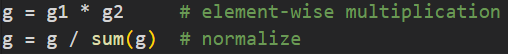 g = g1 * g2     # element-wise multiplication
g = g / sum(g)  # normalize